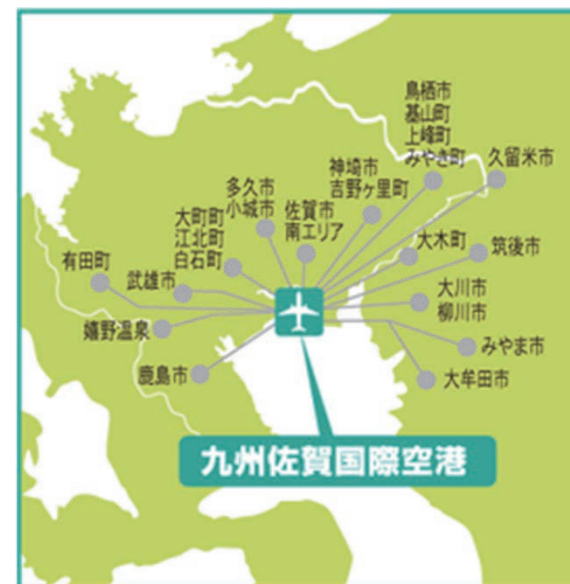 鳥栖市
基山町
上峰町
みやき町
久留米市
神埼市
吉野ヶ里町
多久市
小城市
佐賀市
南エリア
大町町
江北町
白石町
大木町
筑後市
有田町
武雄市
大川市
柳川市
嬉野温泉
みやま市
鹿島市
大牟田市
九州佐賀国際空港